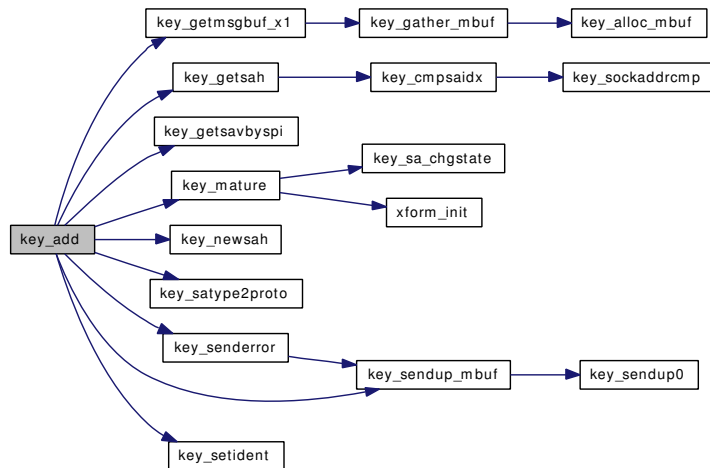 key_getmsgbuf_x1
key_gather_mbuf
key_alloc_mbuf
key_getsah
key_cmpsaidx
key_sockaddrcmp
key_getsavbyspi
key_sa_chgstate
key_mature
xform_init
key_add
key_newsah
key_satype2proto
key_senderror
key_sendup_mbuf
key_sendup0
key_setident